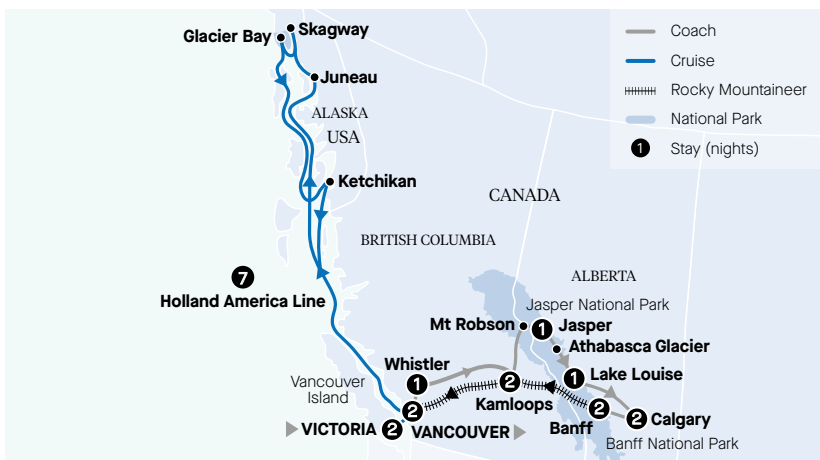 Glacier Bay
Skagway
Juneau
ALASKA
USA
Ketchikan
CANADA
BRITISH COLUMBIA
7
Holland America Line
ALBERTA
Jasper National Park
Mt Robson
1
Jasper
Athabasca Glacier
Whistler
1
Lake Louise
1
Vancouver
Island
2
Kamloops
2
Banff
2
Calgary
2
VICTORIA
2
VANCOUVER
Banff National Park
Coach
Cruise
Rocky Mountaineer
National Park
1
Stay (nights)